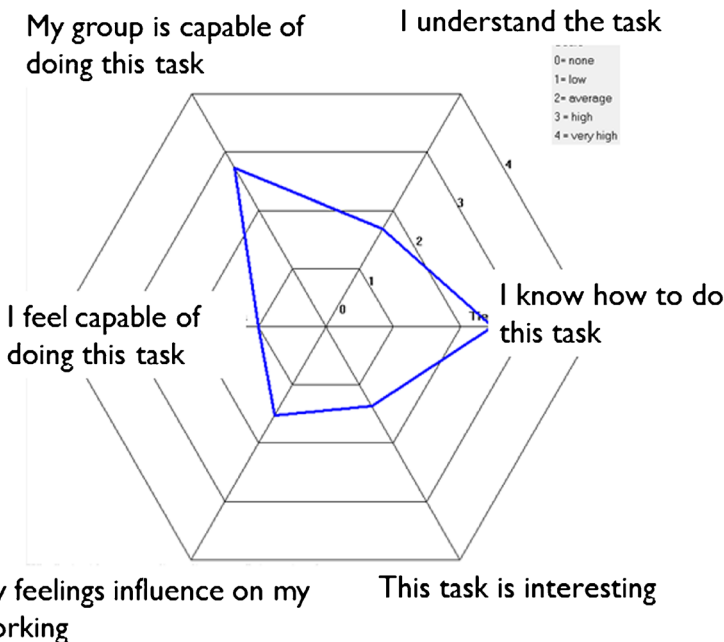 My group is capable of
doing this task
I understand the task
0= none
1= low
2= average
3 = high
4 = very high
4
3
2
1
0
I know how to do
this task
I feel capable of
doing this task
feelings influence on my
This task is interesting